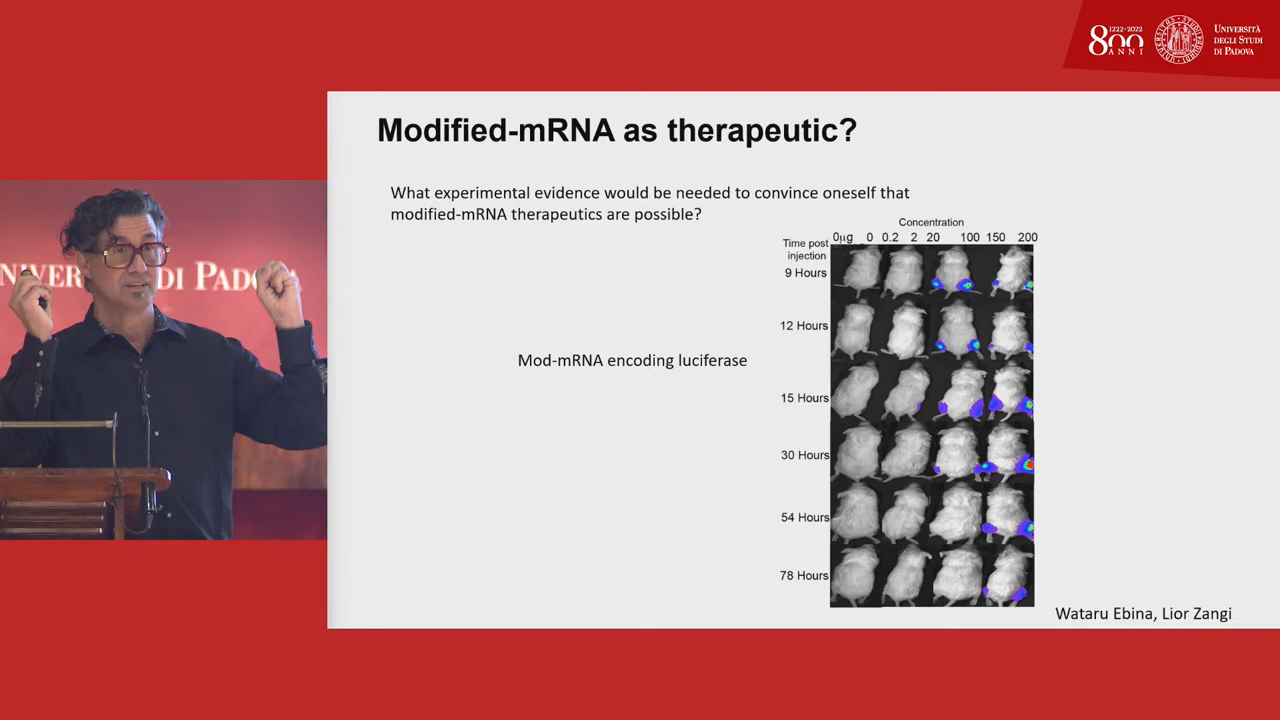 1222-2022
800
ANNI
UNIVERSITÀ
DEGLI STUDI
DI PADOVA
Modified-mRNA as therapeutic?
What experimental evidence would be needed to convince oneself that
modified-mRNA therapeutics are possible?
Concentration
0µg 0 0.2 2 20 100 150 200
Time post
injection
9 Hours
12 Hours
15 Hours
30 Hours
54 Hours
78 Hours
Mod-mRNA encoding luciferase
Wataru Ebina, Lior Zangi